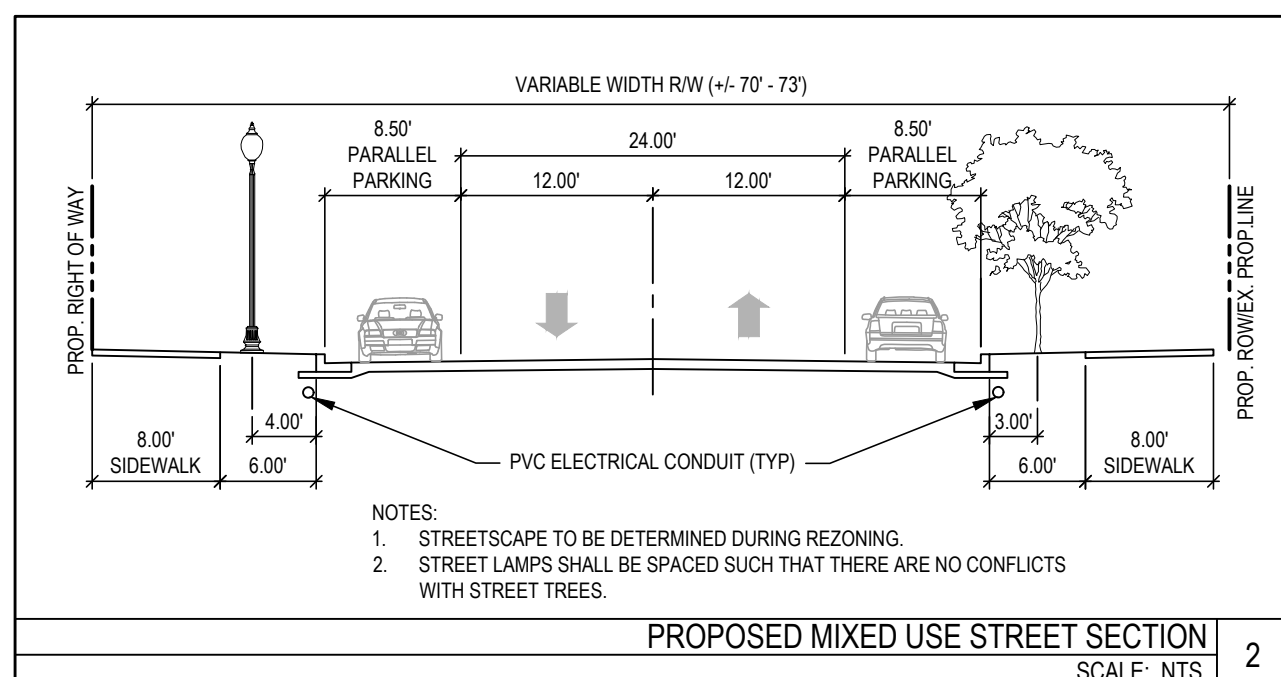 VARIABLE WIDTH R/W (+/- 70' - 73')
8.50'
PARALLEL
PARKING
24.00'
8.50'
PARALLEL
PARKING
12.00'
12.00'
PROP. RIGHT OF WAY
PROP. ROW/EX. PROP.LINE
4.00'
3.00'
8.00'
SIDEWALK
6.00'
PVC ELECTRICAL CONDUIT (TYP)
6.00'
8.00'
SIDEWALK
NOTES:
1. STREETSCAPE TO BE DETERMINED DURING REZONING.
2. STREET LAMPS SHALL BE SPACED SUCH THAT THERE ARE NO CONFLICTS
WITH STREET TREES.
PROPOSED MIXED USE STREET SECTION
2
SCALE: NTS